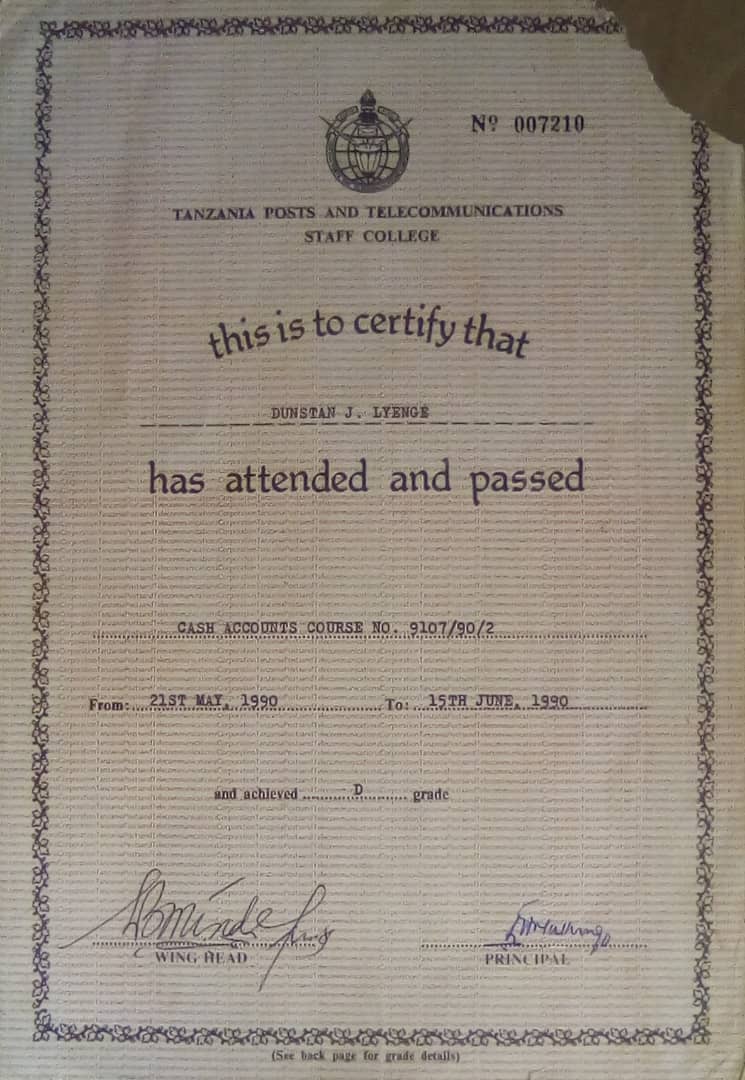 Nº 007210
TANZANIA POSTS AND TELECOMMUNICATIONS
STAFF COLLEGE
this is to certify that
DUNSTAN J. LYENGE
has attended and passed
CASH ACCOUNTS COURSE NO. 9107/90/2
From: 21ST MAY, 1990 To: 15TH JUNE, 1990
and achieved D grade
WING HEAD PRINCIPAL
(See back page for grade details)